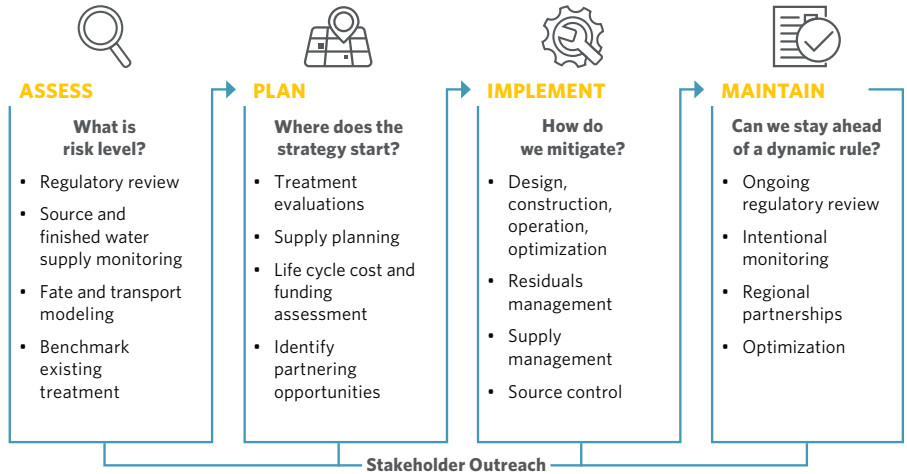 ASSESS
What is
risk level?
• Regulatory review
• Source and
finished water
supply monitoring
• Fate and transport
modeling
• Benchmark
existing
treatment
PLAN
Where does the
strategy start?
• Treatment
evaluations
• Supply planning
• Life cycle cost and
funding
assessment
• Identify
partnering
opportunities
IMPLEMENT
How do
we mitigate?
• Design,
construction,
operation,
optimization
• Residuals
management
• Supply
management
• Source control
MAINTAIN
Can we stay ahead
of a dynamic rule?
• Ongoing
regulatory review
• Intentional
monitoring
• Regional
partnerships
• Optimization
Stakeholder Outreach